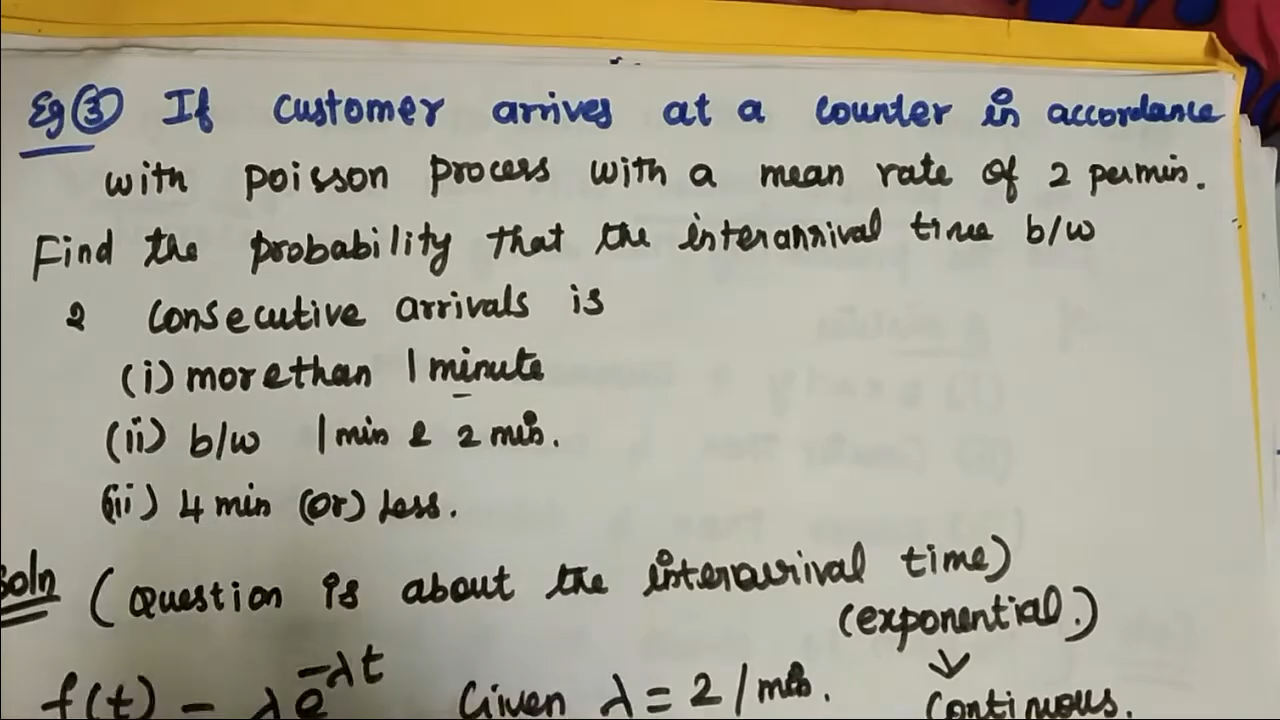 Eg ③ If customer arrives at a counter in accordance
with poisson process with a mean rate of 2 per min.
Find the probability that the interarrival time b/w
2 consecutive arrivals is
(i) more than 1 minute
(ii) b/w 1 min & 2 min.
(iii) 4 min (or) Less.
soln (Question is about the interarrival time)
(exponential.)
↓
f(t) = λe^{-λt} Given λ = 2/min. Continuous.